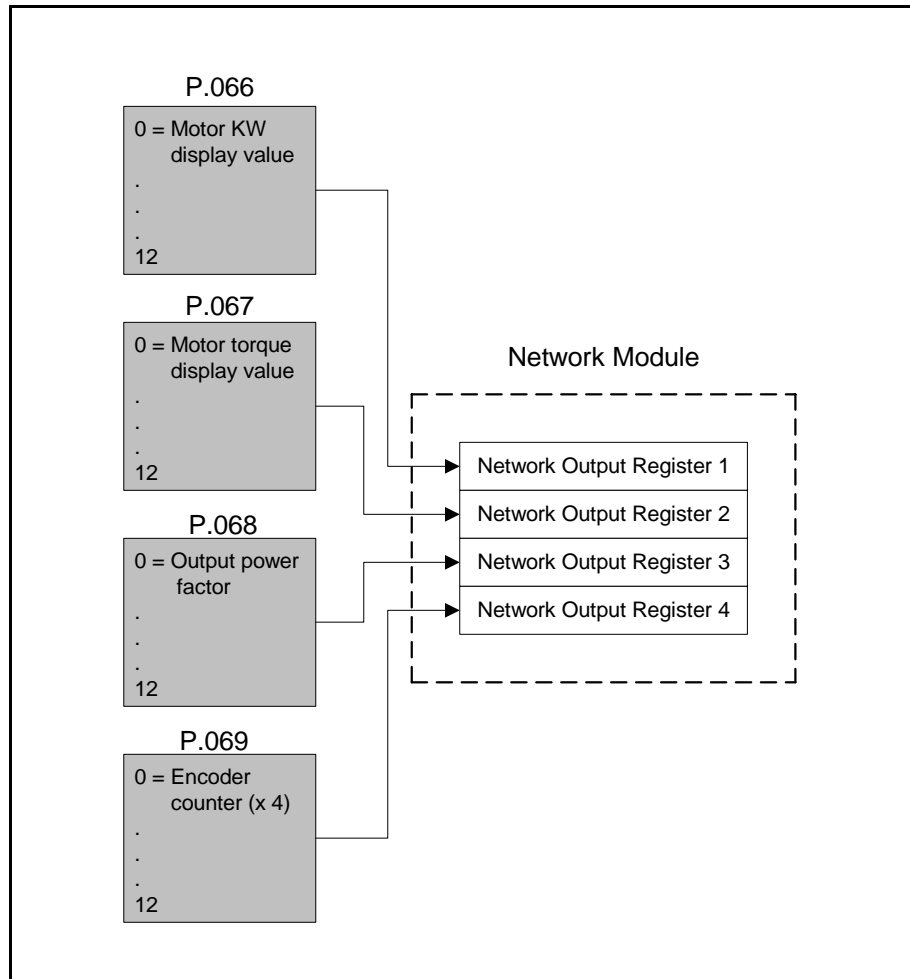 P.066
0 = Motor KW
display value
.
.
.
12
P.067
0 = Motor torque
display value
.
.
.
12
P.068
0 = Output power
factor
.
.
.
12
P.069
0 = Encoder
counter (x 4)
.
.
.
12
Network Module
Network Output Register 1
Network Output Register 2
Network Output Register 3
Network Output Register 4